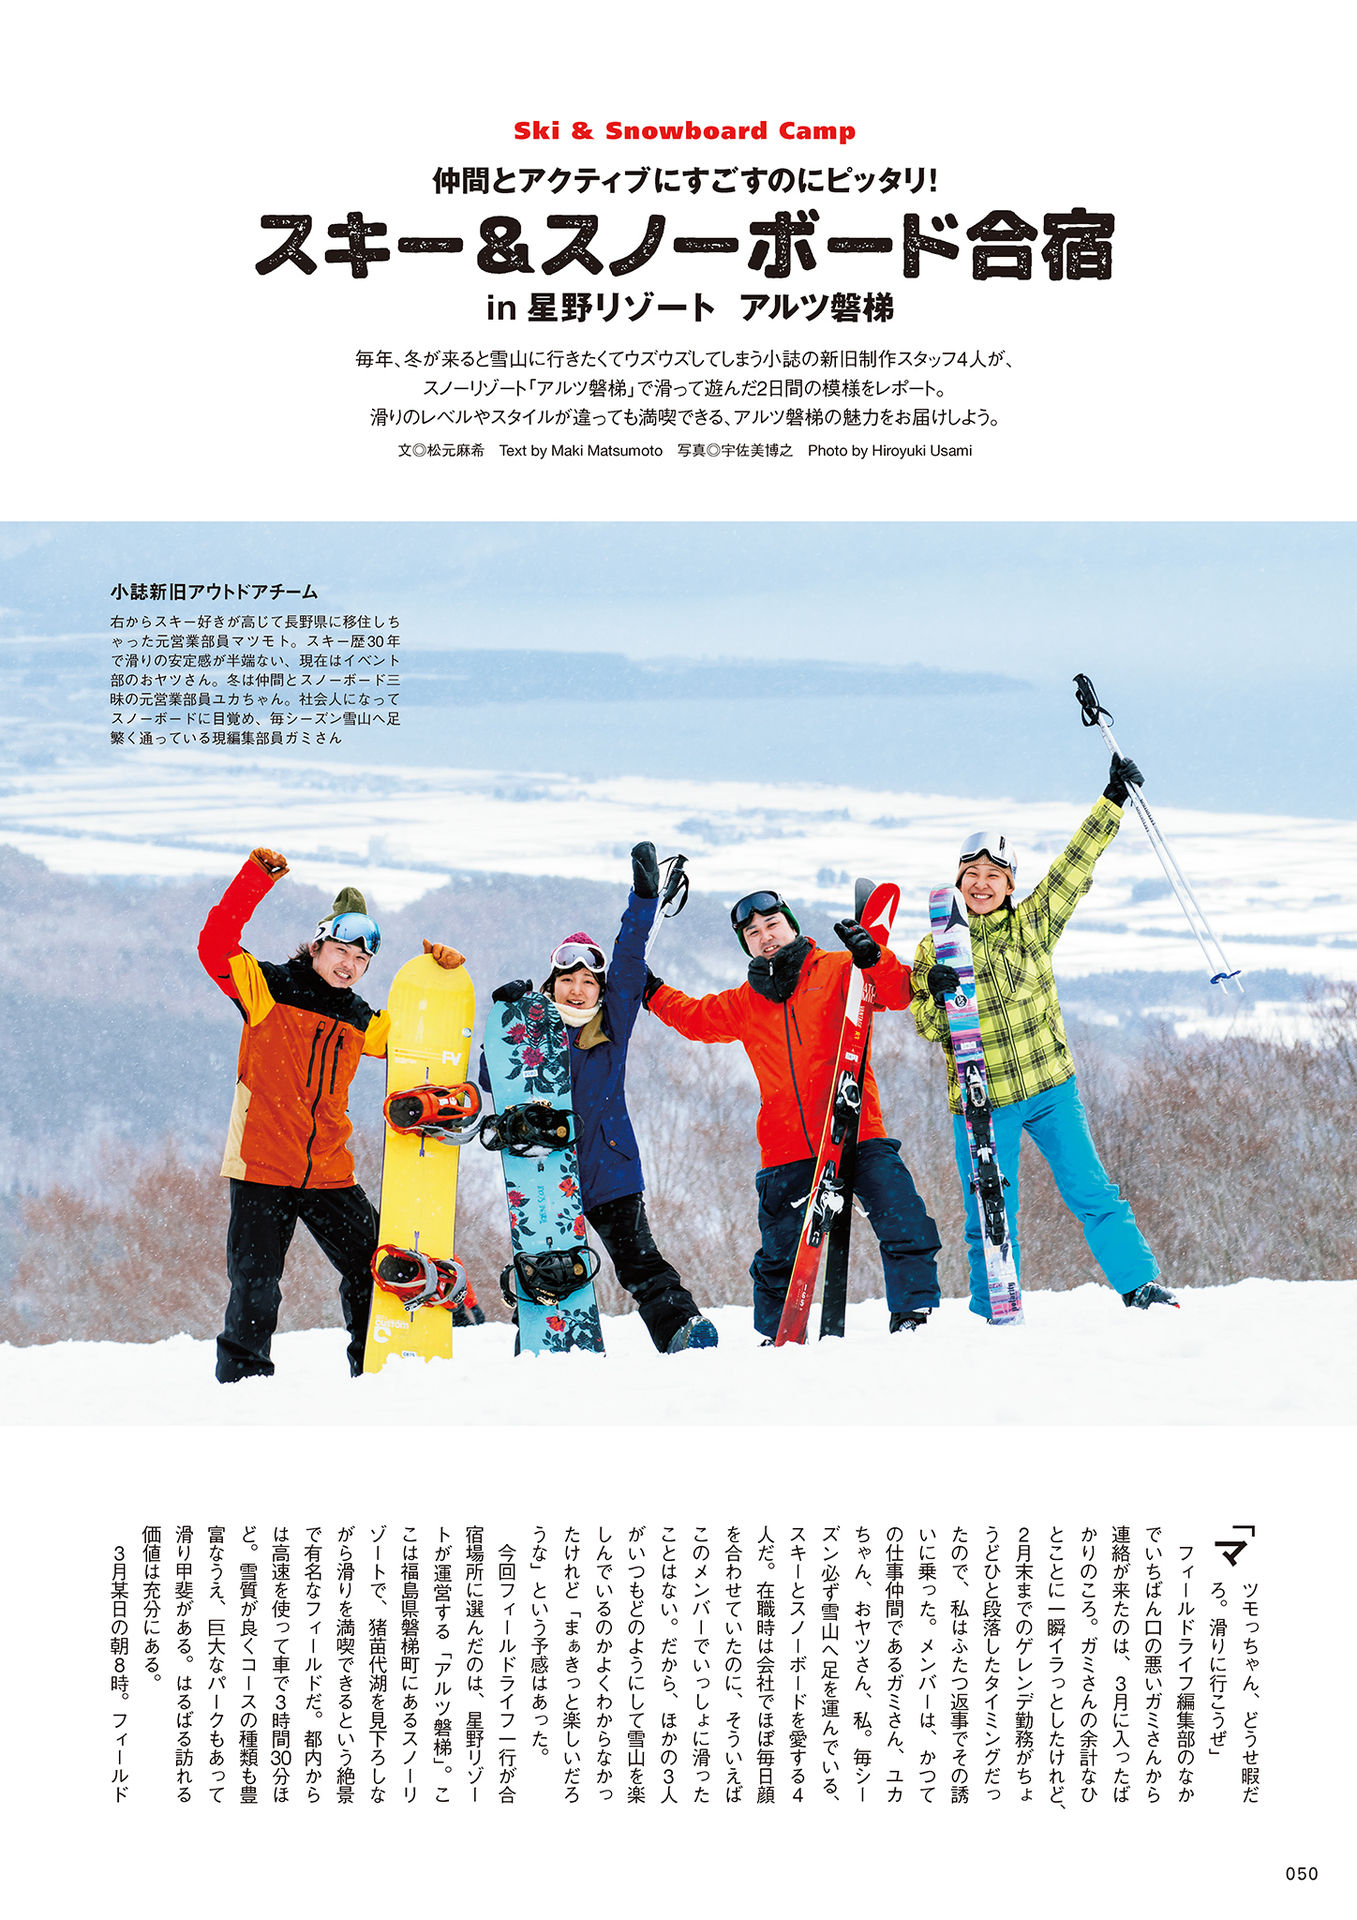 Ski & Snowboard Camp
仲間とアクティブにすごすのにピッタリ!
スキー&スノーボード合宿
in 星野リゾート アルツ磐梯
毎年、冬が来ると雪山に行きたくてウズウズしてしまう小誌の新旧制作スタッフ4人が、
スノーリゾート「アルツ磐梯」で滑って遊んだ2日間の模様をレポート。
滑りのレベルやスタイルが違っても満喫できる、アルツ磐梯の魅力をお届けしよう。
文◎松元麻希 Text by Maki Matsumoto 写真◎宇佐美博之 Photo by Hiroyuki Usami
小誌新旧アウトドアチーム
右からスキー好きが高じて長野県に移住しち
ゃった元営業部員マツモト。スキー歴30年
で滑りの安定感が半端ない、現在はイベント
部のおヤツさん。冬は仲間とスノーボード三
昧の元営業部員ユカちゃん。社会人になって
スノーボードに目覚め、毎シーズン雪山へ足
繁く通っている現編集部員ガミさん
「マツモっちゃん、どうせ暇だ
ろ。滑りに行こうぜ」
フィールドライフ編集部のなか
でいちばん口の悪いガミさんから
連絡が来たのは、3月に入ったば
かりのころ。ガミさんの余計なひ
とことに一瞬イラっとしたけれど、
2月末までのゲレンデ勤務がちょ
うどひと段落したタイミングだっ
たので、私はふたつ返事でその誘
いに乗った。メンバーは、かつて
の仕事仲間であるガミさん、ユカ
ちゃん、おヤツさん、私。毎シー
ズン必ず雪山へ足を運んでいる、
スキーとスノーボードを愛する4
人だ。在職時は会社でほぼ毎日顔
を合わせていたのに、そういえば
このメンバーでいっしょに滑った
ことはない。だから、ほかの3人
がいつもどのようにして雪山を楽
しんでいるのかよくわからなかっ
たけれど「まぁきっと楽しいだろ
うな」という予感はあった。
今回フィールドライフ一行が合
宿場所に選んだのは、星野リゾー
トが運営する「アルツ磐梯」。こ
こは福島県磐梯町にあるスノーリ
ゾートで、猪苗代湖を見下ろしな
がら滑りを満喫できるという絶景
で有名なフィールドだ。都内から
は高速を使って車で3時間30分ほ
ど。雪質が良くコースの種類も豊
富なうえ、巨大なパークもあって
滑り甲斐がある。はるばる訪れる
価値は充分にある。
3月某日の朝8時。フィールド
050